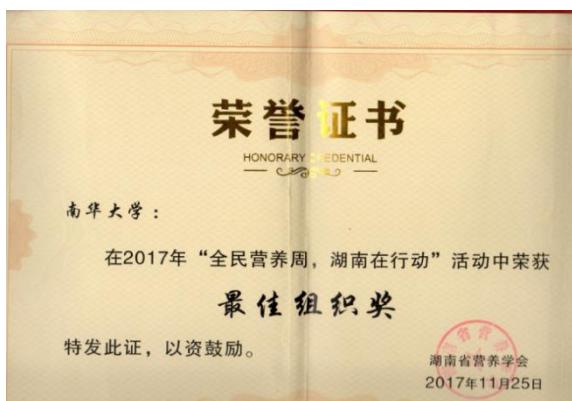 荣誉证书
HONORARY CREDENTIAL
南华大学：
在2017年“全民营养周，湖南在行动”活动中荣获
最佳组织奖
特发此证，以资鼓励。
湖南省营养学会
2017年11月25日